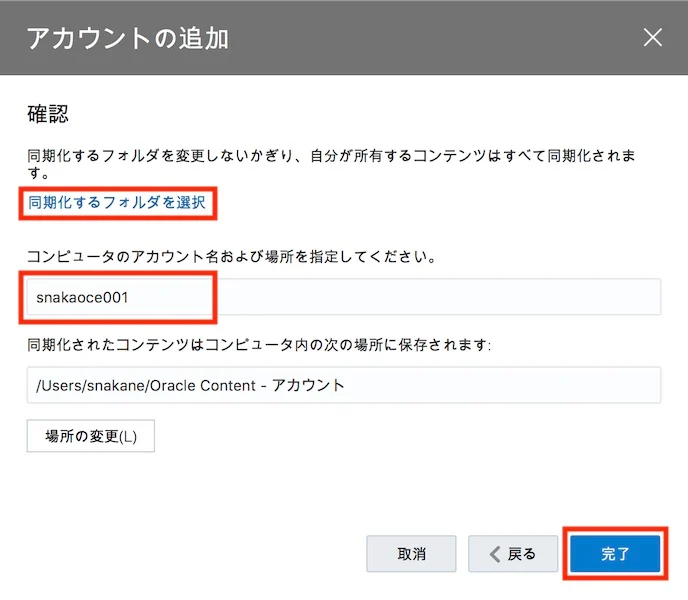 アカウントの追加
確認
同期化するフォルダを変更しないかぎり、自分が所有するコンテンツはすべて同期化されま
す。
同期化するフォルダを選択
コンピュータのアカウント名および場所を指定してください。
snakaoce001
同期化されたコンテンツはコンピュータ内の次の場所に保存されます:
/Users/snakane/Oracle Content - アカウント
場所の変更(L)
取消
戻る
完了